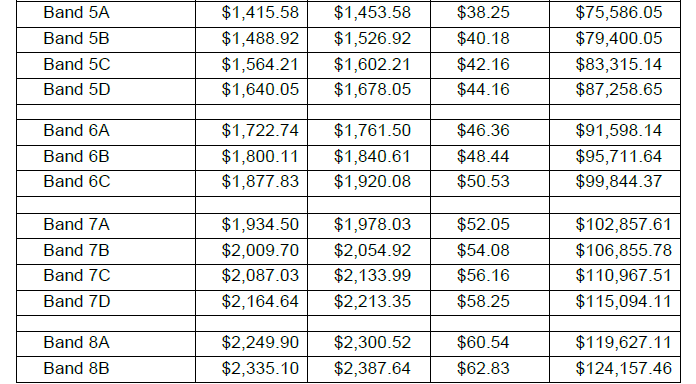 Band 5A $1,415.58 $1,453.58 $38.25 $75,586.05
Band 5B $1,488.92 $1,526.92 $40.18 $79,400.05
Band 5C $1,564.21 $1,602.21 $42.16 $83,315.14
Band 5D $1,640.05 $1,678.05 $44.16 $87,258.65
Band 6A $1,722.74 $1,761.50 $46.36 $91,598.14
Band 6B $1,800.11 $1,840.61 $48.44 $95,711.64
Band 6C $1,877.83 $1,920.08 $50.53 $99,844.37
Band 7A $1,934.50 $1,978.03 $52.05 $102,857.61
Band 7B $2,009.70 $2,054.92 $54.08 $106,855.78
Band 7C $2,087.03 $2,133.99 $56.16 $110,967.51
Band 7D $2,164.64 $2,213.35 $58.25 $115,094.11
Band 8A $2,249.90 $2,300.52 $60.54 $119,627.11
Band 8B $2,335.10 $2,387.64 $62.83 $124,157.46